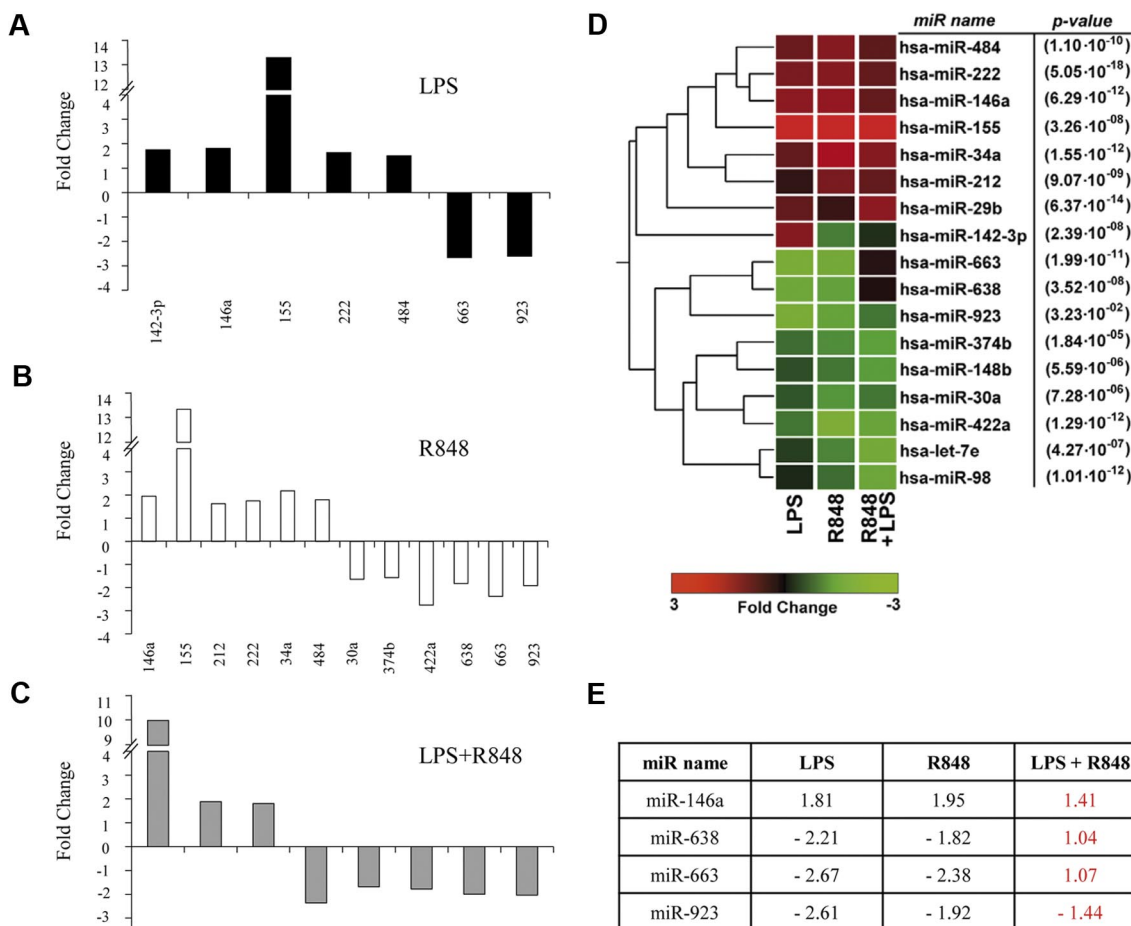 A
14
13
12
4
3
2
1
0
-1
-2
-3
-4
Fold Change
LPS
142-3p
146a
155
222
484
663
923
B
14
13
12
4
3
2
1
0
-1
-2
-3
-4
Fold Change
R848
146a
155
212
222
34a
484
30a
374b
422a
638
663
923
C
11
10
9
4
3
2
1
0
-1
-2
-3
Fold Change
LPS+R848
D
miR name p-value
hsa-miR-484 (1.10·10-10)
hsa-miR-222 (5.05·10-18)
hsa-miR-146a (6.29·10-12)
hsa-miR-155 (3.26·10-08)
hsa-miR-34a (1.55·10-12)
hsa-miR-212 (9.07·10-09)
hsa-miR-29b (6.37·10-14)
hsa-miR-142-3p (2.39·10-08)
hsa-miR-663 (1.99·10-11)
hsa-miR-638 (3.52·10-08)
hsa-miR-923 (3.23·10-02)
hsa-miR-374b (1.84·10-05)
hsa-miR-148b (5.59·10-06)
hsa-miR-30a (7.28·10-06)
hsa-miR-422a (1.29·10-12)
hsa-let-7e (4.27·10-07)
hsa-miR-98 (1.01·10-12)
LPS
R848
R848
+ LPS
3 Fold Change -3
E
miR name LPS R848 LPS + R848
miR-146a 1.81 1.95 1.41
miR-638 - 2.21 - 1.82 1.04
miR-663 - 2.67 - 2.38 1.07
miR-923 - 2.61 - 1.92 - 1.44